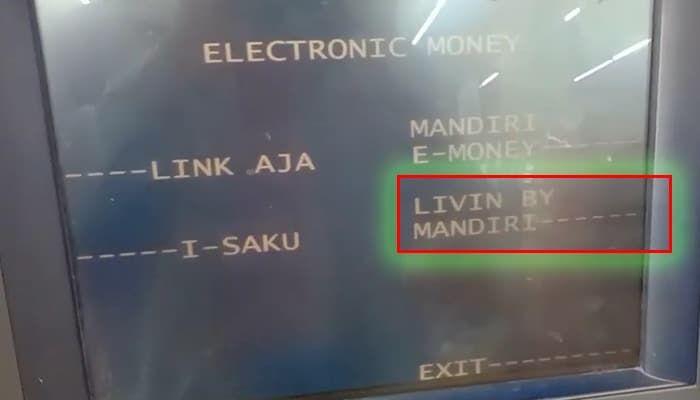 ELECTRONIC MONEY
MANDIRI
E-MONEY------
----LINK AJA
LIVIN BY
MANDIRI------
-----I-SAKU
EXIT---------